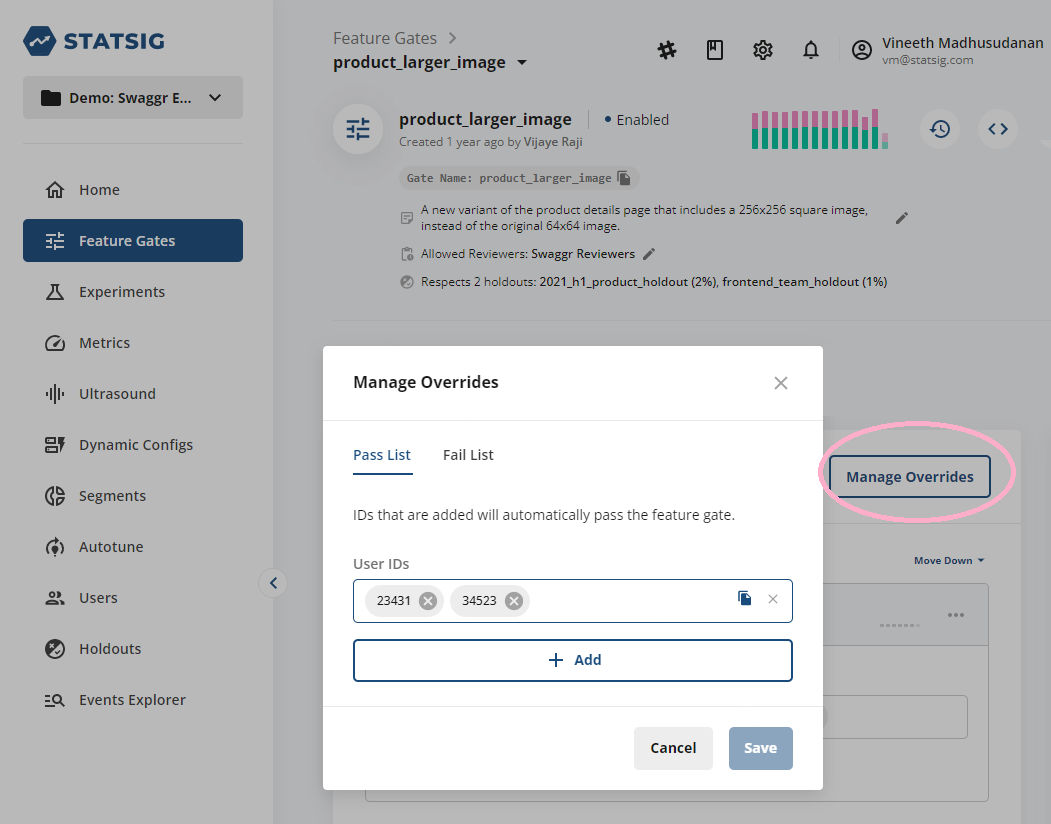 STATSIG
Demo: Swaggr E...
Home
Feature Gates
Experiments
Metrics
Ultrasound
Dynamic Configs
Segments
Autotune
Users
Holdouts
Events Explorer
Feature Gates
product_larger_image
Vineeth Madhusudanan
vm@statsig.com
product_larger_image
Enabled
Created 1 year ago by Vijaye Raji
Gate Name: product_larger_image
A new variant of the product details page that includes a 256x256 square image,
instead of the original 64x64 image.
Allowed Reviewers: Swaggr Reviewers
Respects 2 holdouts: 2021_h1_product_holdout (2%), frontend_team_holdout (1%)
Manage Overrides
Pass List
Fail List
IDs that are added will automatically pass the feature gate.
User IDs
23431
34523
Add
Cancel
Save
Manage Overrides
Move Down